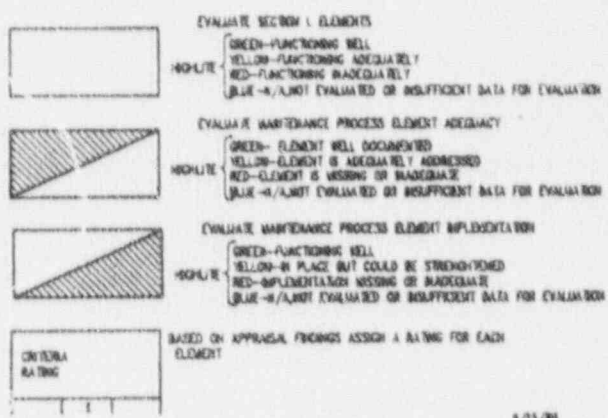 EVALUATE SECTION I ELEMENTS
HIGHLITE
GREEN-FUNCTIONING WELL
YELLOW-FUNCTIONING ADEQUATELY
RED-FUNCTIONING INADEQUATELY
BLUE-N/A,NOT EVALUATED OR INSUFFICIENT DATA FOR EVALUATION
EVALUATE MAINTENANCE PROCESS ELEMENT ADEQUACY
HIGHLITE
GREEN- ELEMENT WELL DOCUMENTED
YELLOW-ELEMENT IS ADEQUATELY ADDRESSED
RED-ELEMENT IS MISSING OR INADEQUATE
BLUE-N/A,NOT EVALUATED OR INSUFFICIENT DATA FOR EVALUATION
EVALUATE MAINTENANCE PROCESS ELEMENT IMPLEMENTATION
HIGHLITE
GREEN-FUNCTIONING WELL
YELLOW-IN PLACE BUT COULD BE STRENGHTENED
RED-IMPLEMENTATION MISSING OR INADEQUATE
BLUE-N/A,NOT EVALUATED OR INSUFFICIENT DATA FOR EVALUATION
CRITERIA
RATING
BASED ON APPRAISAL FINDINGS ASSIGN A RATING FOR EACH
ELEMENT